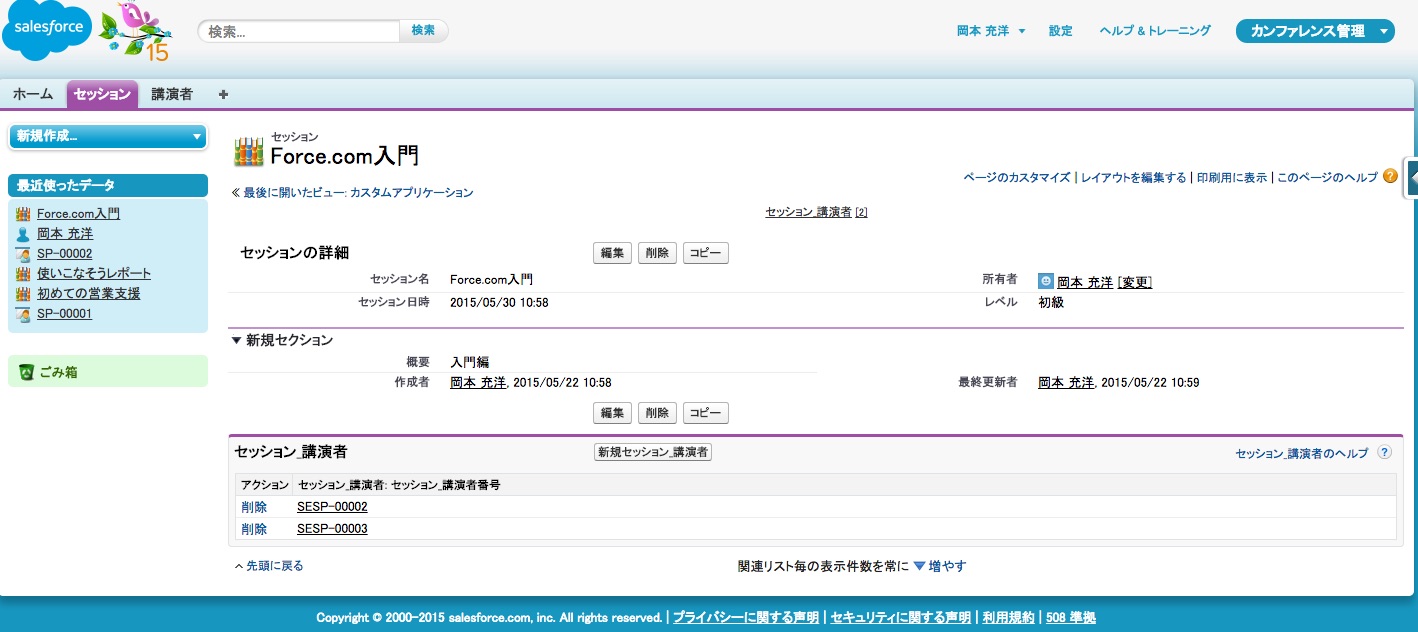 salesforce
15
検索...
検索
岡本 充洋
設定
ヘルプ & トレーニング
カンファレンス管理
ホーム
セッション
講演者
+
新規作成...
最近使ったデータ
Force.com入門
岡本 充洋
SP-00002
使いこなそうレポート
初めての営業支援
SP-00001
ごみ箱
セッション
Force.com入門
« 最後に開いたビュー: カスタムアプリケーション
ページのカスタマイズ | レイアウトを編集する | 印刷用に表示 | このページのヘルプ ?
セッション_講演者 [2]
セッションの詳細
編集 削除 コピー
セッション名 Force.com入門
所有者 岡本 充洋 [変更]
セッション日時 2015/05/30 10:58
レベル 初級
▼ 新規セクション
概要 入門編
作成者 岡本 充洋, 2015/05/22 10:58
最終更新者 岡本 充洋, 2015/05/22 10:59
編集 削除 コピー
セッション_講演者
新規セッション_講演者
セッション_講演者のヘルプ ?
アクション セッション_講演者: セッション_講演者番号
削除 SESP-00002
削除 SESP-00003
^ 先頭に戻る
関連リスト毎の表示件数を常に ▼ 増やす
Copyright © 2000-2015 salesforce.com, inc. All rights reserved. | プライバシーに関する声明 | セキュリティに関する声明 | 利用規約 | 508 準拠